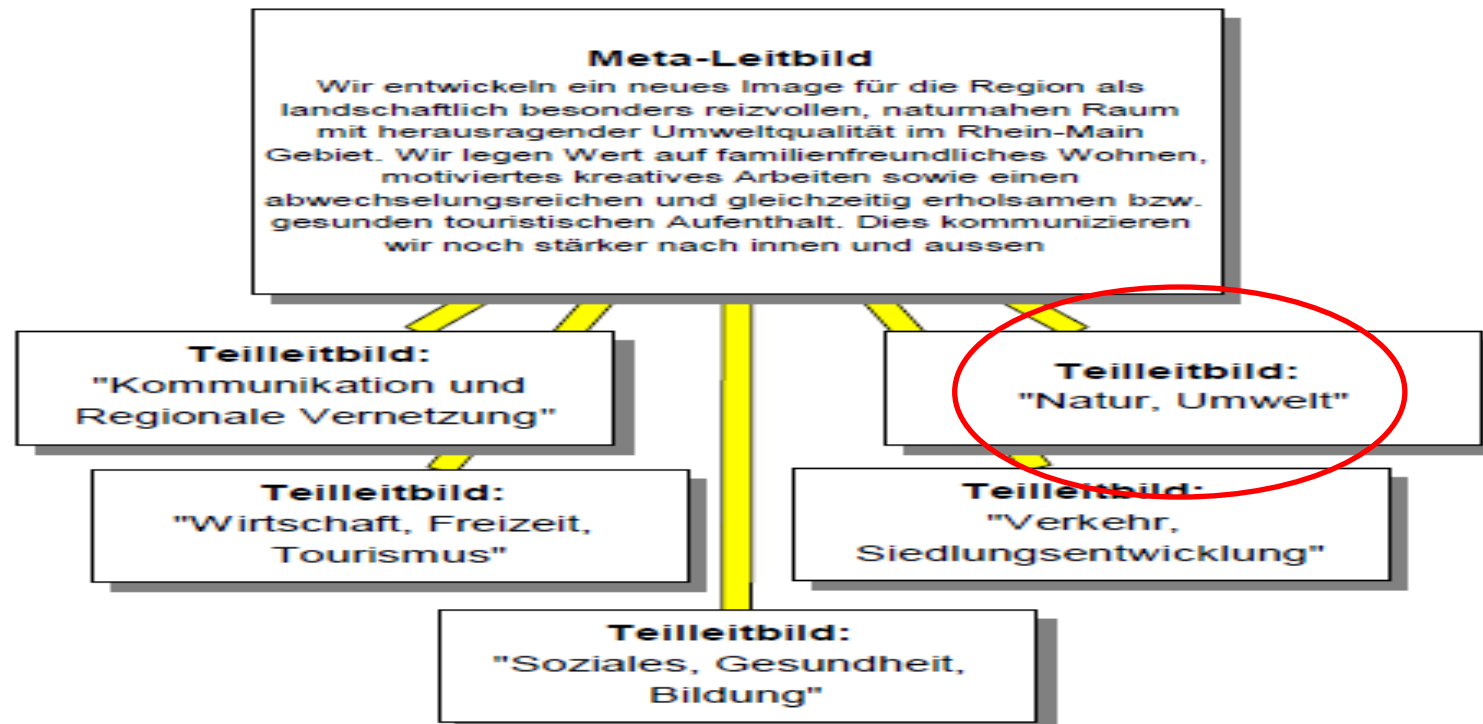 Meta-Leitbild
Wir entwickeln ein neues Image für die Region als
landschaftlich besonders reizvollen, naturnahen Raum
mit herausragender Umweltqualität im Rhein-Main
Gebiet. Wir legen Wert auf familienfreundliches Wohnen,
motiviertes kreatives Arbeiten sowie einen
abwechselungsreichen und gleichzeitig erholsamen bzw.
gesunden touristischen Aufenthalt. Dies kommunizieren
wir noch stärker nach innen und aussen
Teilleitbild:
"Kommunikation und
Regionale Vernetzung"
Teilleitbild:
"Natur, Umwelt"
Teilleitbild:
"Wirtschaft, Freizeit,
Tourismus"
Teilleitbild:
"Verkehr,
Siedlungsentwicklung"
Teilleitbild:
"Soziales, Gesundheit,
Bildung"